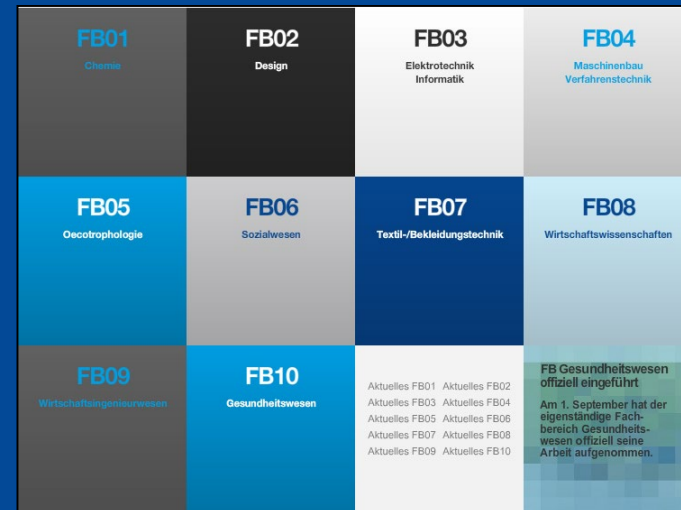 FB01
Chemie
FB02
Design
FB03
Elektrotechnik
Informatik
FB04
Maschinenbau
Verfahrenstechnik
FB05
Oecotrophologie
FB06
Sozialwesen
FB07
Textil-/Bekleidungstechnik
FB08
Wirtschaftswissenschaften
FB09
Wirtschaftsingenieurwesen
FB10
Gesundheitswesen
Aktuelles FB01 Aktuelles FB02
Aktuelles FB03 Aktuelles FB04
Aktuelles FB05 Aktuelles FB06
Aktuelles FB07 Aktuelles FB08
Aktuelles FB09 Aktuelles FB10
FB Gesundheitswesen
offiziell eingeführt
Am 1. September hat der
eigenständige Fach-
bereich Gesundheits-
wesen offiziell seine
Arbeit aufgenommen.